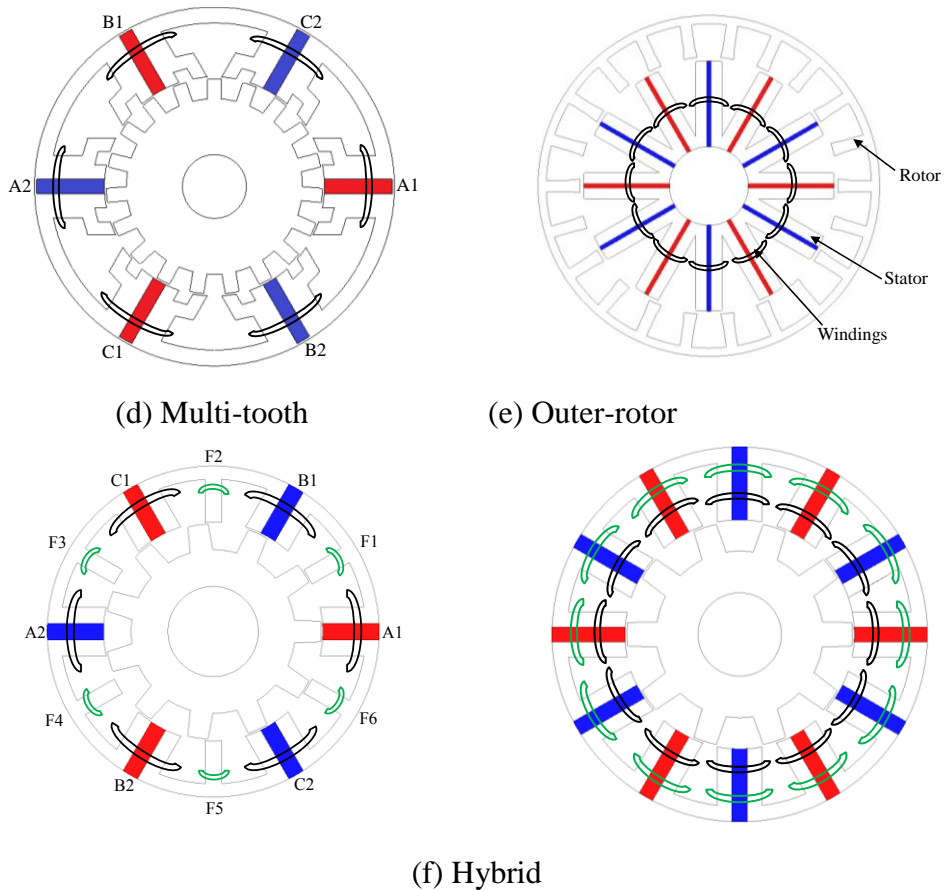 B1
C2
A2
A1
C1
B2
Rotor
Stator
Windings
(d) Multi-tooth
(e) Outer-rotor
F2
C1
B1
F3
F1
A2
A1
F4
F6
B2
C2
F5
(f) Hybrid